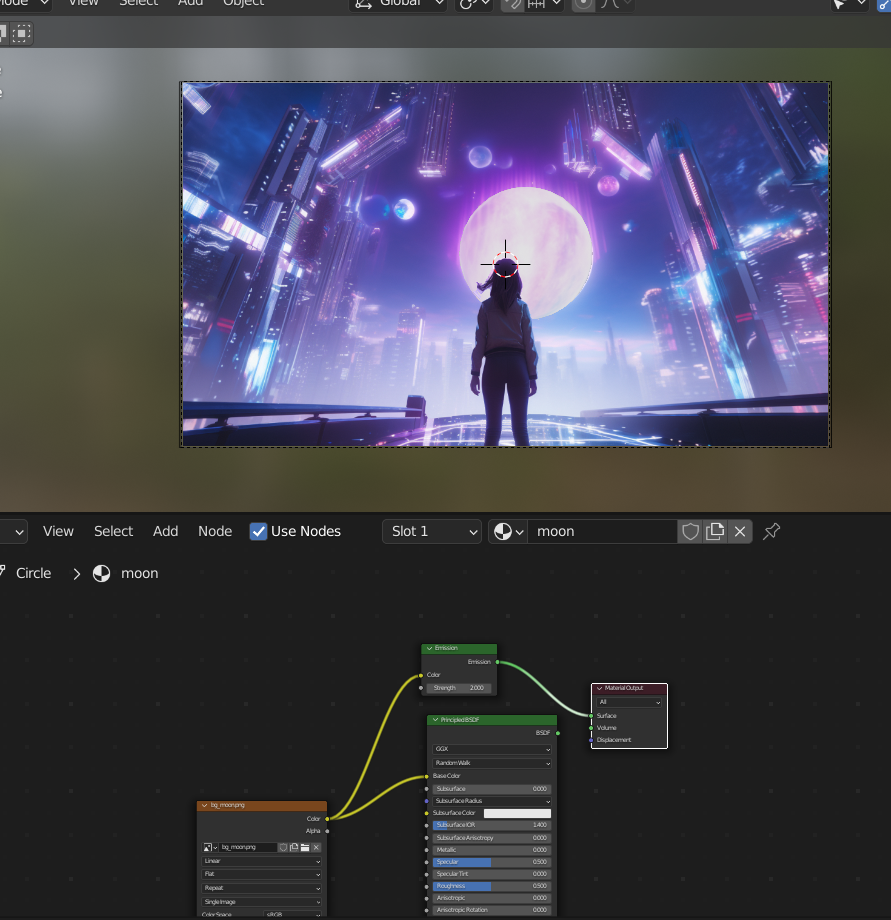 View Select Add Object Global
View Select Add Node Use Nodes Slot 1 moon
Circle > moon
Emission
Emission
Color
Strength 2.000
Material Output
All
Surface
Volume
Displacement
Principled BSDF
BSDF
GGX
Random Walk
Base Color
Subsurface 0.000
Subsurface Radius
Subsurface Color
Subsurface IOR 1.400
Subsurface Anisotropy 0.000
Metallic 0.000
Specular 0.500
Specular Tint 0.000
Roughness 0.500
Anisotropic 0.000
Anisotropic Rotation 0.000
bg_moon.png
Color
Alpha
bg_moon.png
Linear
Flat
Repeat
Single Image
Color Space sRGB